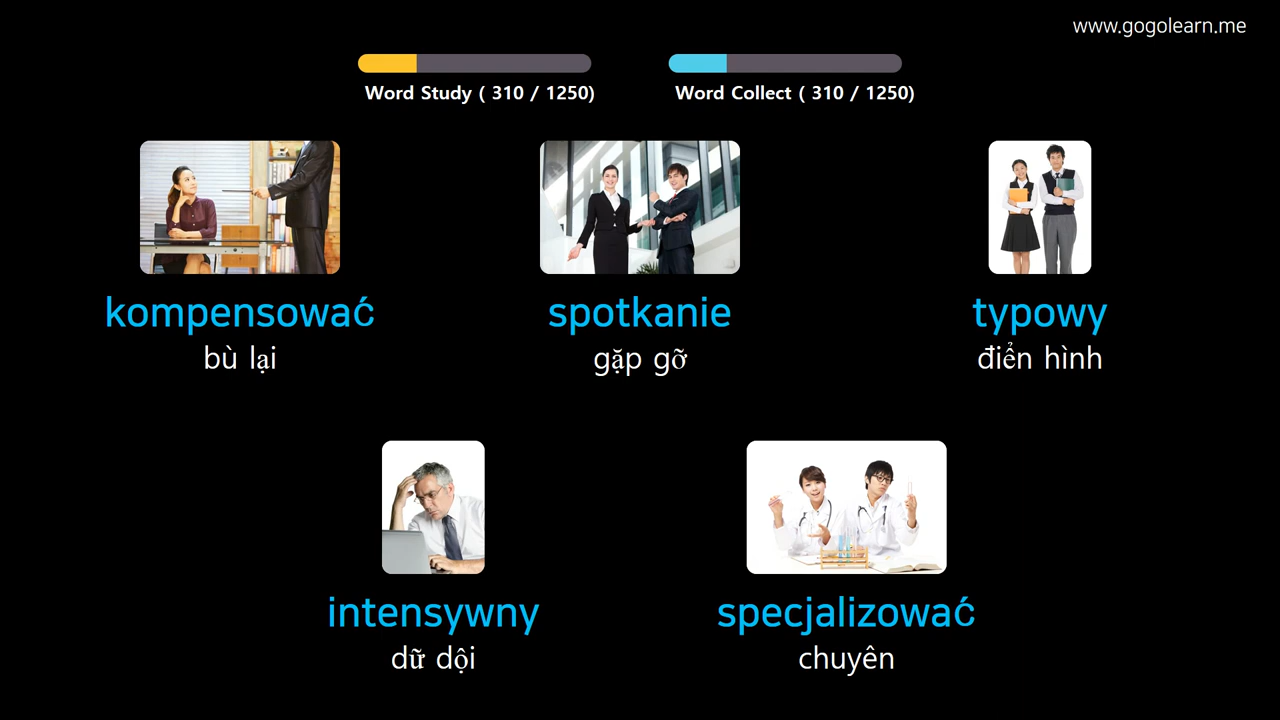 www.gogolearn.me
Word Study ( 310 / 1250)
Word Collect ( 310 / 1250)
kompensować
spotkanie
typowy
bù lại
gặp gỡ
điển hình
intensywny
specjalizować
dữ dội
chuyên